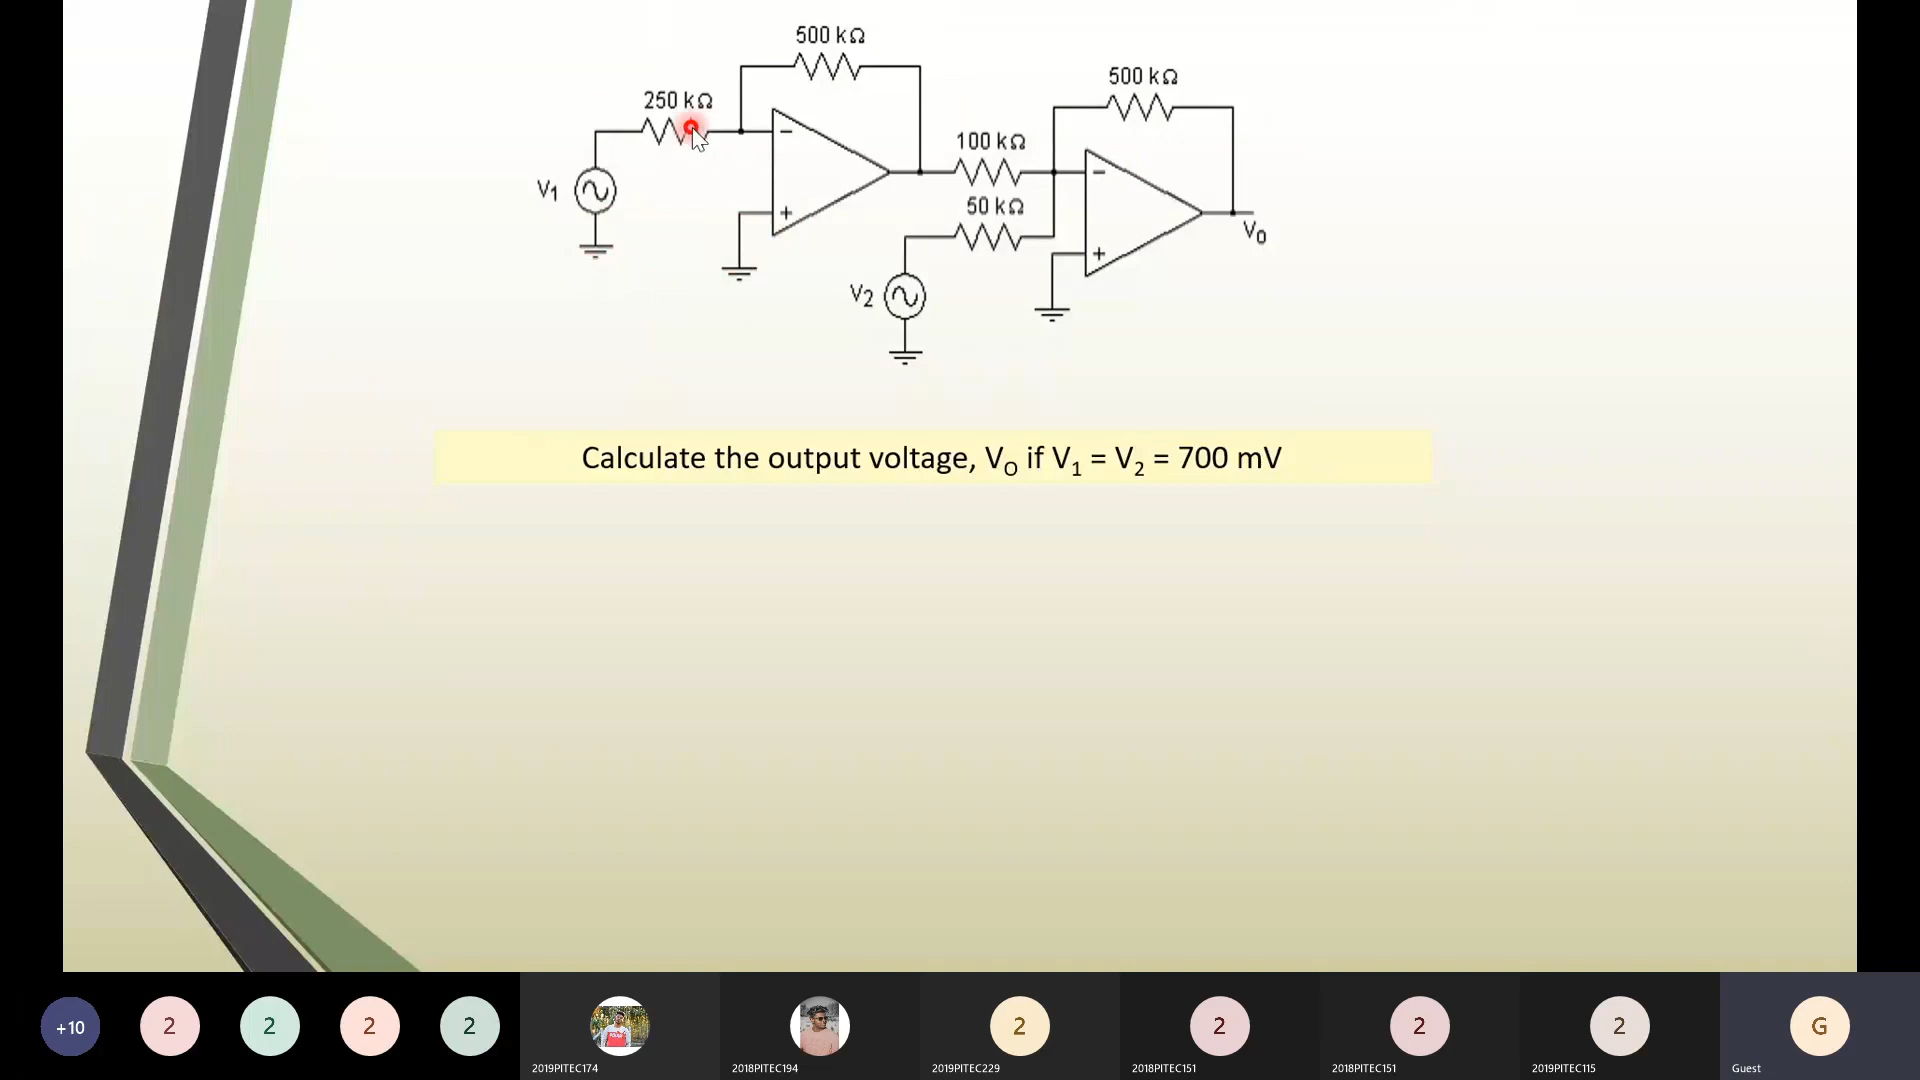 500 kΩ
500 kΩ
250 kΩ
100 kΩ
V1
50 kΩ
V0
V2
Calculate the output voltage, VO if V1 = V2 = 700 mV
+10
2
2
2
2
2
2
2
2
G
2019PITEC174
2018PITEC194
2019PITEC229
2018PITEC151
2018PITEC151
2019PITEC115
Guest